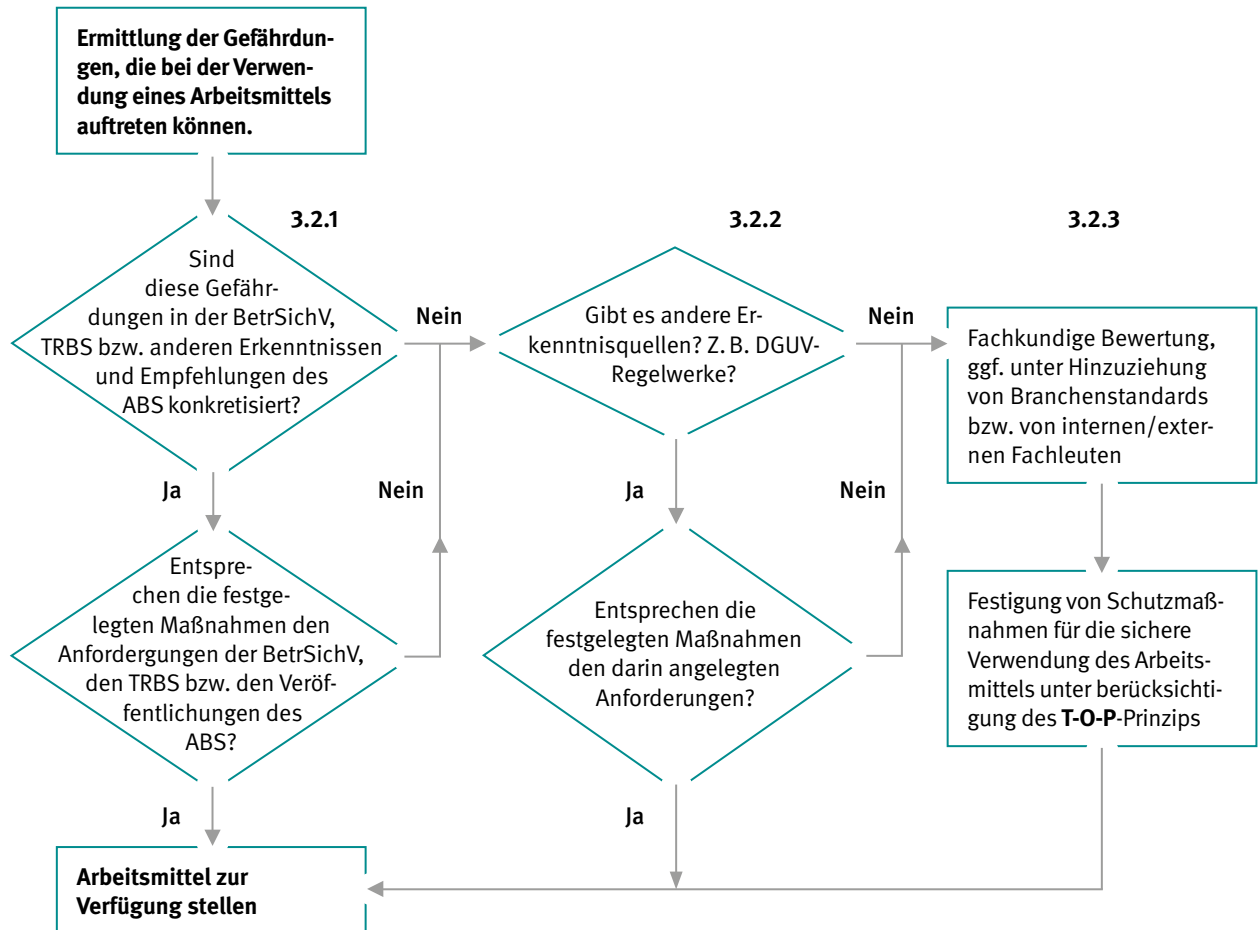 Ermittlung der Gefährdun-
gen, die bei der Verwen-
dung eines Arbeitsmittels
auftreten können.
3.2.1
Sind
diese Gefähr-
dungen in der BetrSichV,
TRBS bzw. anderen Erkenntnissen
und Empfehlungen des
ABS konkretisiert?
Nein
Ja
Nein
Entspre-
chen die festge-
legten Maßnahmen den
Anfordergungen der BetrSichV,
den TRBS bzw. den Veröf-
fentlichungen des
ABS?
Ja
Arbeitsmittel zur
Verfügung stellen
3.2.2
Gibt es andere Er-
kenntnisquellen? Z. B. DGUV-
Regelwerke?
Nein
Ja
Nein
Entsprechen die
festgelegten Maßnahmen
den darin angelegten
Anforderungen?
Ja
3.2.3
Fachkundige Bewertung,
ggf. unter Hinzuziehung
von Branchenstandards
bzw. von internen/exter-
nen Fachleuten
Festigung von Schutzmaß-
nahmen für die sichere
Verwendung des Arbeits-
mittels unter berücksichti-
gung des T-O-P-Prinzips